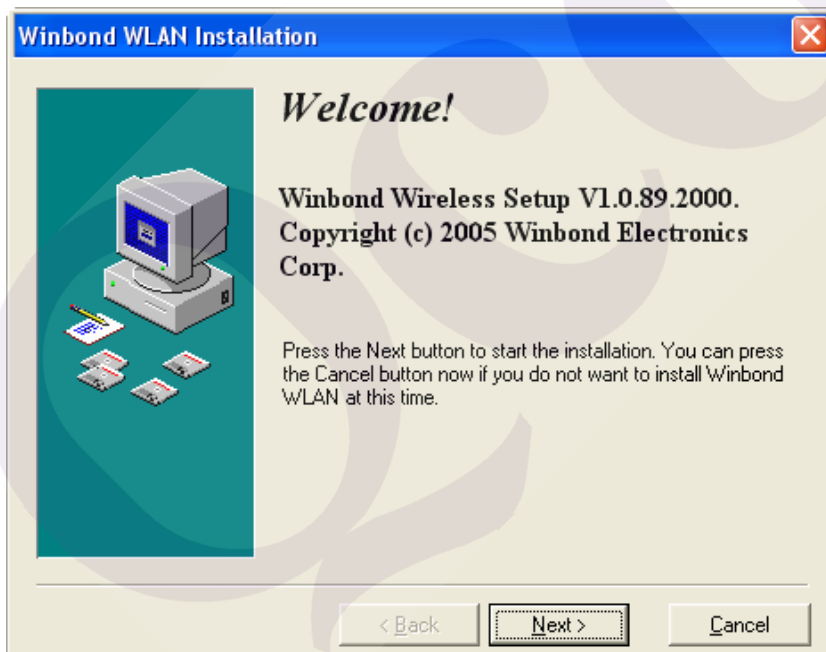 Winbond WLAN Installation
Welcome!
Winbond Wireless Setup V1.0.89.2000.
Copyright (c) 2005 Winbond Electronics
Corp.
Press the Next button to start the installation. You can press
the Cancel button now if you do not want to install Winbond
WLAN at this time.
< Back
Next >
Cancel